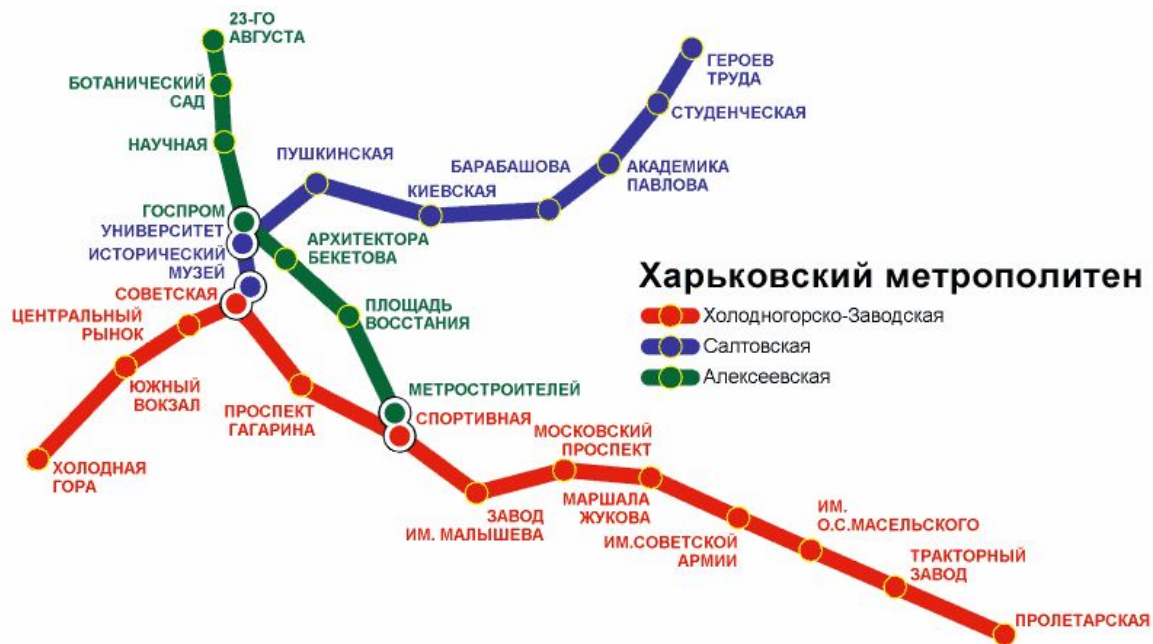 23-ГО
АВГУСТА
БОТАНИЧЕСКИЙ
САД
НАУЧНАЯ
ГОСПРОМ
УНИВЕРСИТЕТ
ИСТОРИЧЕСКИЙ
МУЗЕЙ
СОВЕТСКАЯ
ЦЕНТРАЛЬНЫЙ
РЫНОК
ЮЖНЫЙ
ВОКЗАЛ
ХОЛОДНАЯ
ГОРА
ПУШКИНСКАЯ
КИЕВСКАЯ
БАРАБАШОВА
АКАДЕМИКА
ПАВЛОВА
СТУДЕНЧЕСКАЯ
ГЕРОЕВ
ТРУДА
АРХИТЕКТОРА
БЕКЕТОВА
ПЛОЩАДЬ
ВОССТАНИЯ
МЕТРОСТРОИТЕЛЕЙ
СПОРТИВНАЯ
ПРОСПЕКТ
ГАГАРИНА
ЗАВОД
ИМ. МАЛЫШЕВА
МОСКОВСКИЙ
ПРОСПЕКТ
МАРШАЛА
ЖУКОВА
ИМ.СОВЕТСКОЙ
АРМИИ
ИМ.
О.С.МАСЕЛЬСКОГО
ТРАКТОРНЫЙ
ЗАВОД
ПРОЛЕТАРСКАЯ
Харьковский метрополитен
Холодногорско-Заводская
Салтовская
Алексеевская